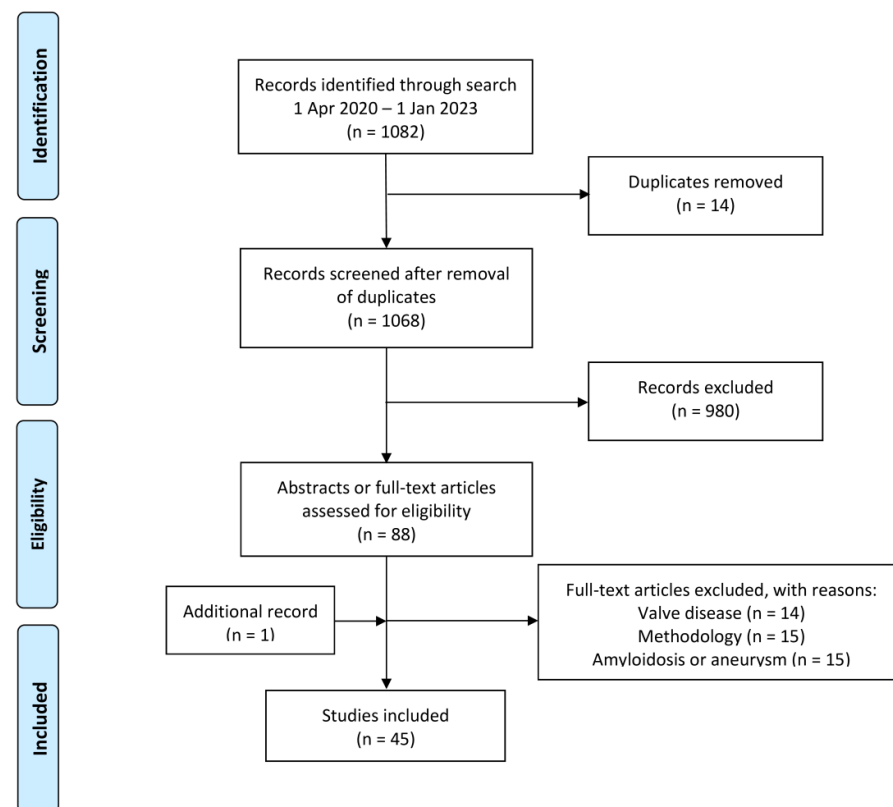 Identification
Records identified through search
1 Apr 2020 – 1 Jan 2023
(n = 1082)
Duplicates removed
(n = 14)
Screening
Records screened after removal
of duplicates
(n = 1068)
Records excluded
(n = 980)
Eligibility
Abstracts or full-text articles
assessed for eligibility
(n = 88)
Additional record
(n = 1)
Full-text articles excluded, with reasons:
Valve disease (n = 14)
Methodology (n = 15)
Amyloidosis or aneurysm (n = 15)
Included
Studies included
(n = 45)